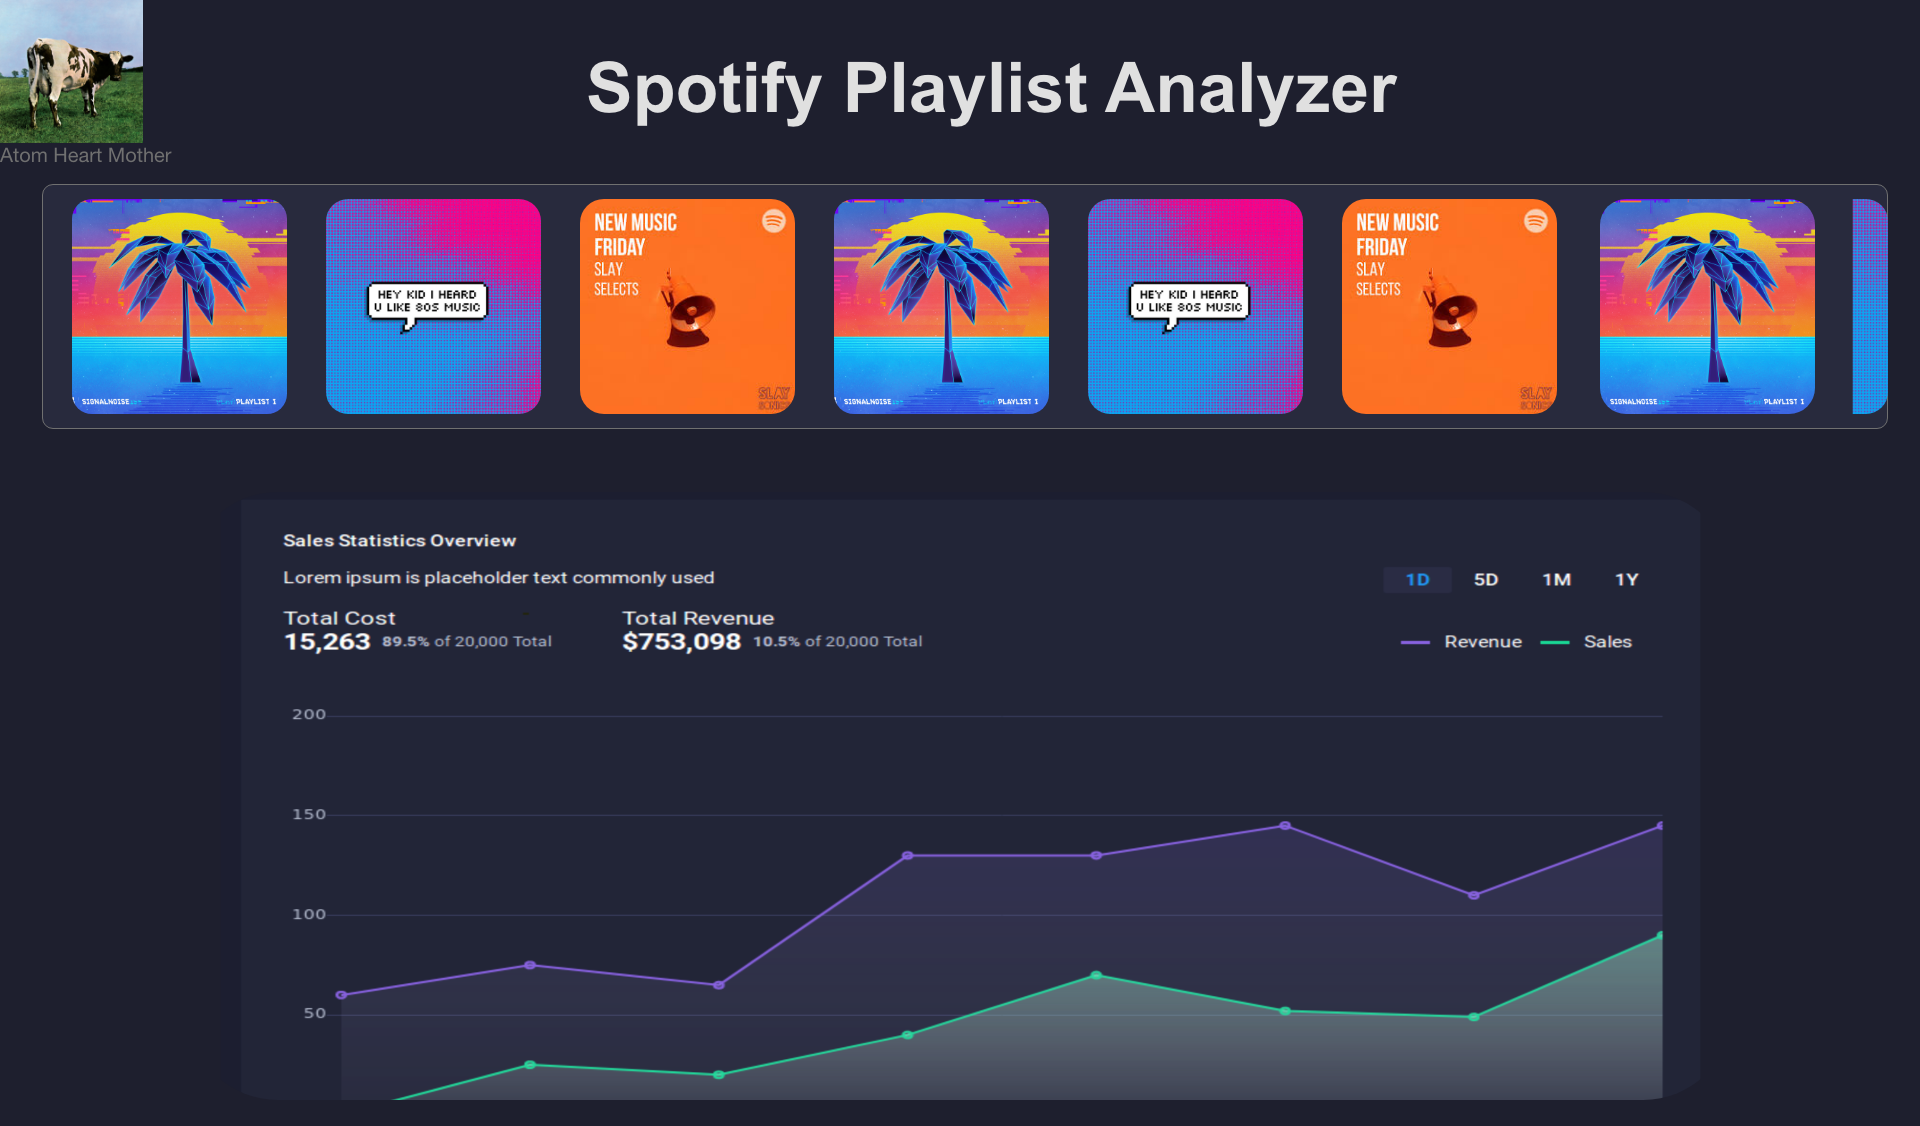 Spotify Playlist Analyzer
Atom Heart Mother
SIGNALNOISE
PLAYLIST 1
HEY KID I HEARD
U LIKE 80S MUSIC
NEW MUSIC
FRIDAY
SLAY
SELECTS
SLAY
SONICS
SIGNALNOISE
PLAYLIST 1
HEY KID I HEARD
U LIKE 80S MUSIC
NEW MUSIC
FRIDAY
SLAY
SELECTS
SLAY
SONICS
SIGNALNOISE
PLAYLIST 1
Sales Statistics Overview
Lorem ipsum is placeholder text commonly used
1D 5D 1M 1Y
Total Cost
15,263 89.5% of 20,000 Total
Total Revenue
$753,098 10.5% of 20,000 Total
Revenue Sales
200
150
100
50